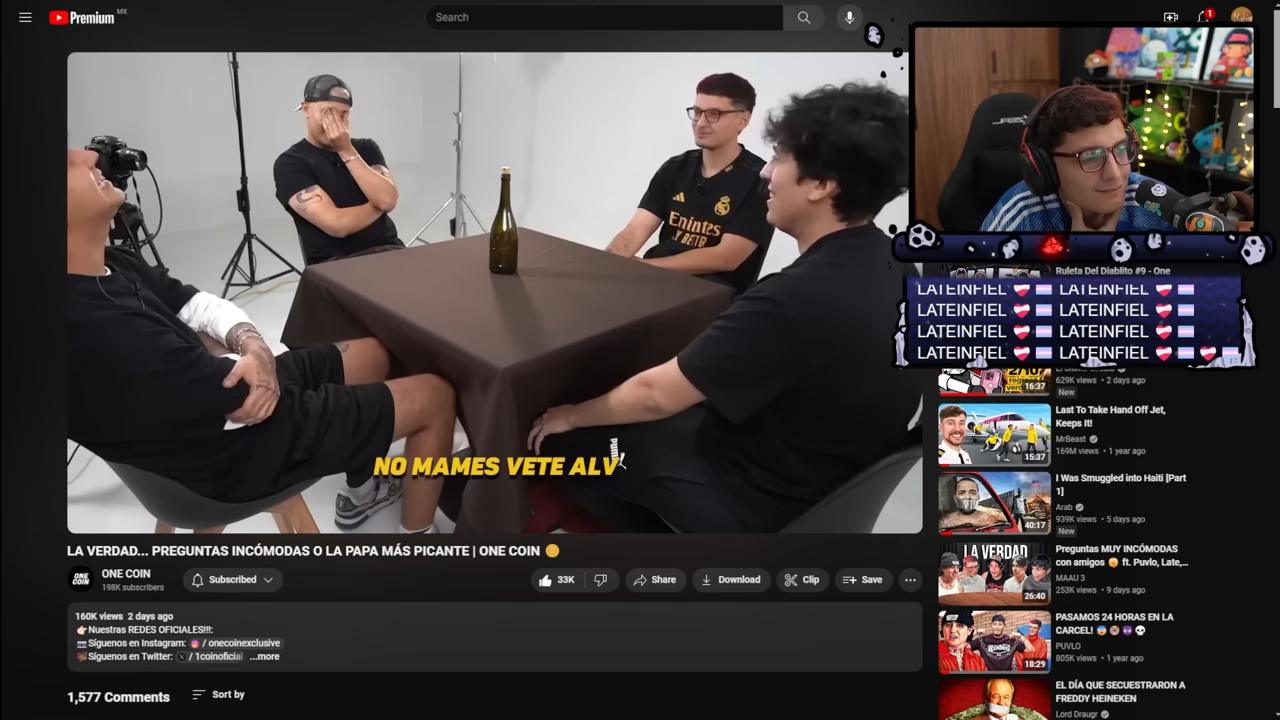 Premium MX
Search
1
Enintes
Y BETR
NO MAMES VETE ALV
LA VERDAD... PREGUNTAS INCÓMODAS O LA PAPA MÁS PICANTE | ONE COIN
ONE COIN
ONE COIN
198K subscribers
Subscribed
33K
Share
Download
Clip
Save
160K views 2 days ago
Nuestras REDES OFICIALES!!!:
Síguenos en Instagram: / onecoinexclusive
Síguenos en Twitter: / 1coinoficial ...more
1,577 Comments
Sort by
Ruleta Del Diablito #9 - One
LATEINFIEL LATEINFIEL
LATEINFIEL LATEINFIEL
LATEINFIEL LATEINFIEL
LATEINFIEL LATEINFIEL
16:37
629K views • 2 days ago
New
Last To Take Hand Off Jet,
Keeps It!
MrBeast
169M views • 1 year ago
15:37
I Was Smuggled into Haiti [Part
1]
Arab
939K views • 5 days ago
New
40:17
LA VERDAD
Preguntas MUY INCÓMODAS
con amigos ft. Puvlo, Late,...
MAAU 3
253K views • 9 days ago
26:40
PASAMOS 24 HORAS EN LA
CARCEL!
PUVLO
805K views • 1 year ago
18:29
EL DÍA QUE SECUESTRARON A
FREDDY HEINEKEN
Lord Draugr